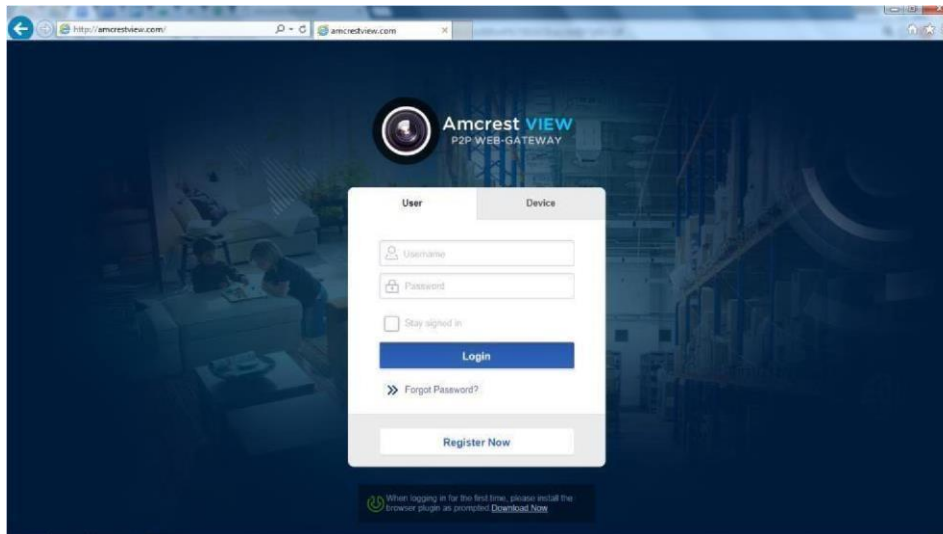 http://amcrestview.com/
amcrestview.com
Amcrest VIEW
P2P WEB-GATEWAY
User Device
Username
Password
Stay signed in
Login
Forgot Password?
Register Now
When logging in for the first time, please install the
browser plugin as prompted.Download Now